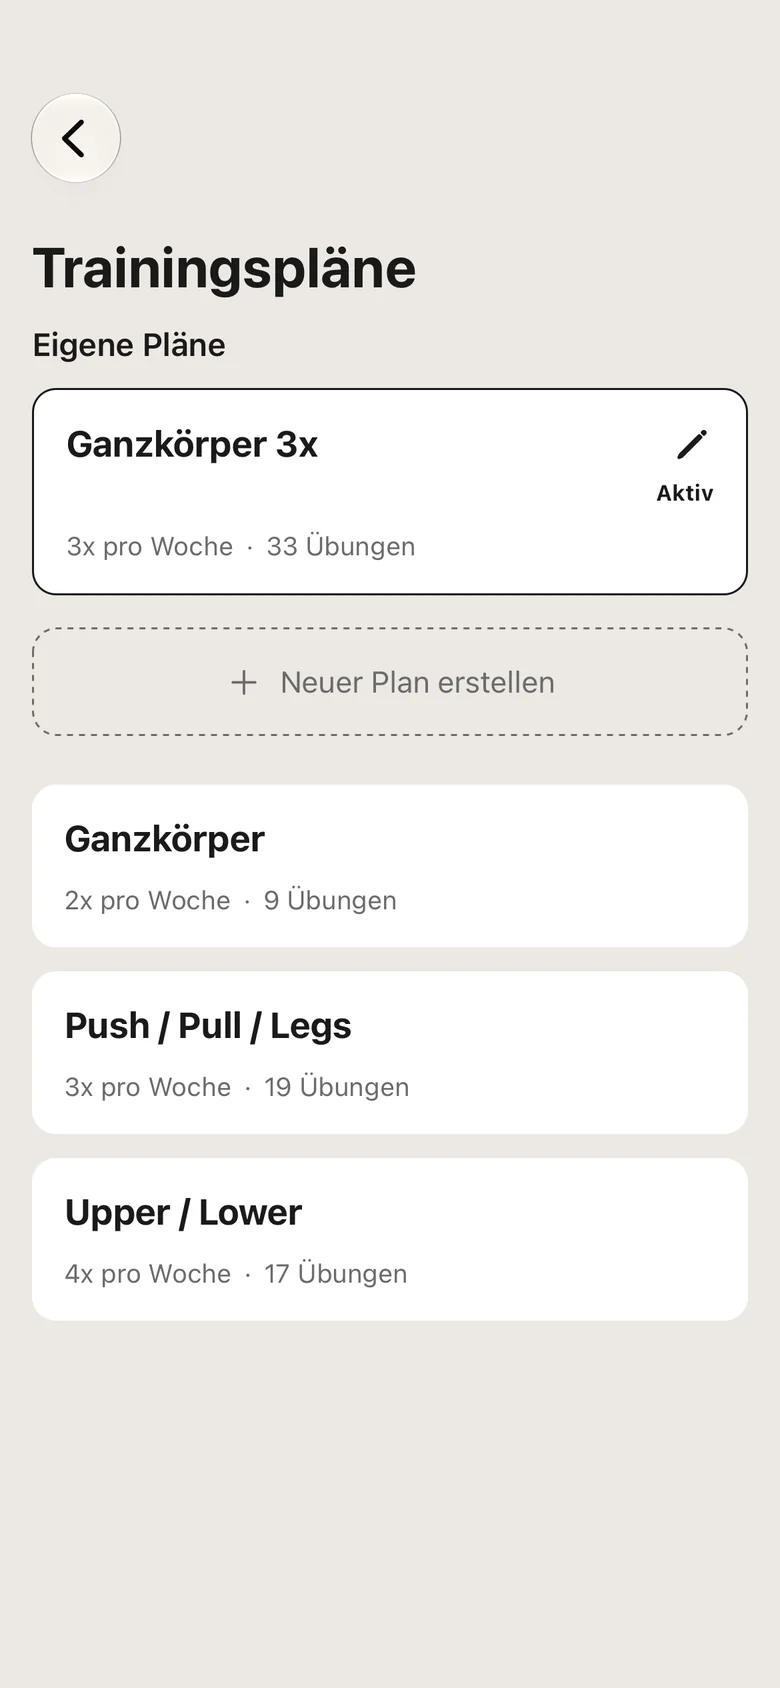 Trainingspläne
Eigene Pläne
Ganzkörper 3x
Aktiv
3x pro Woche · 33 Übungen
+ Neuer Plan erstellen
Ganzkörper
2x pro Woche · 9 Übungen
Push / Pull / Legs
3x pro Woche · 19 Übungen
Upper / Lower
4x pro Woche · 17 Übungen